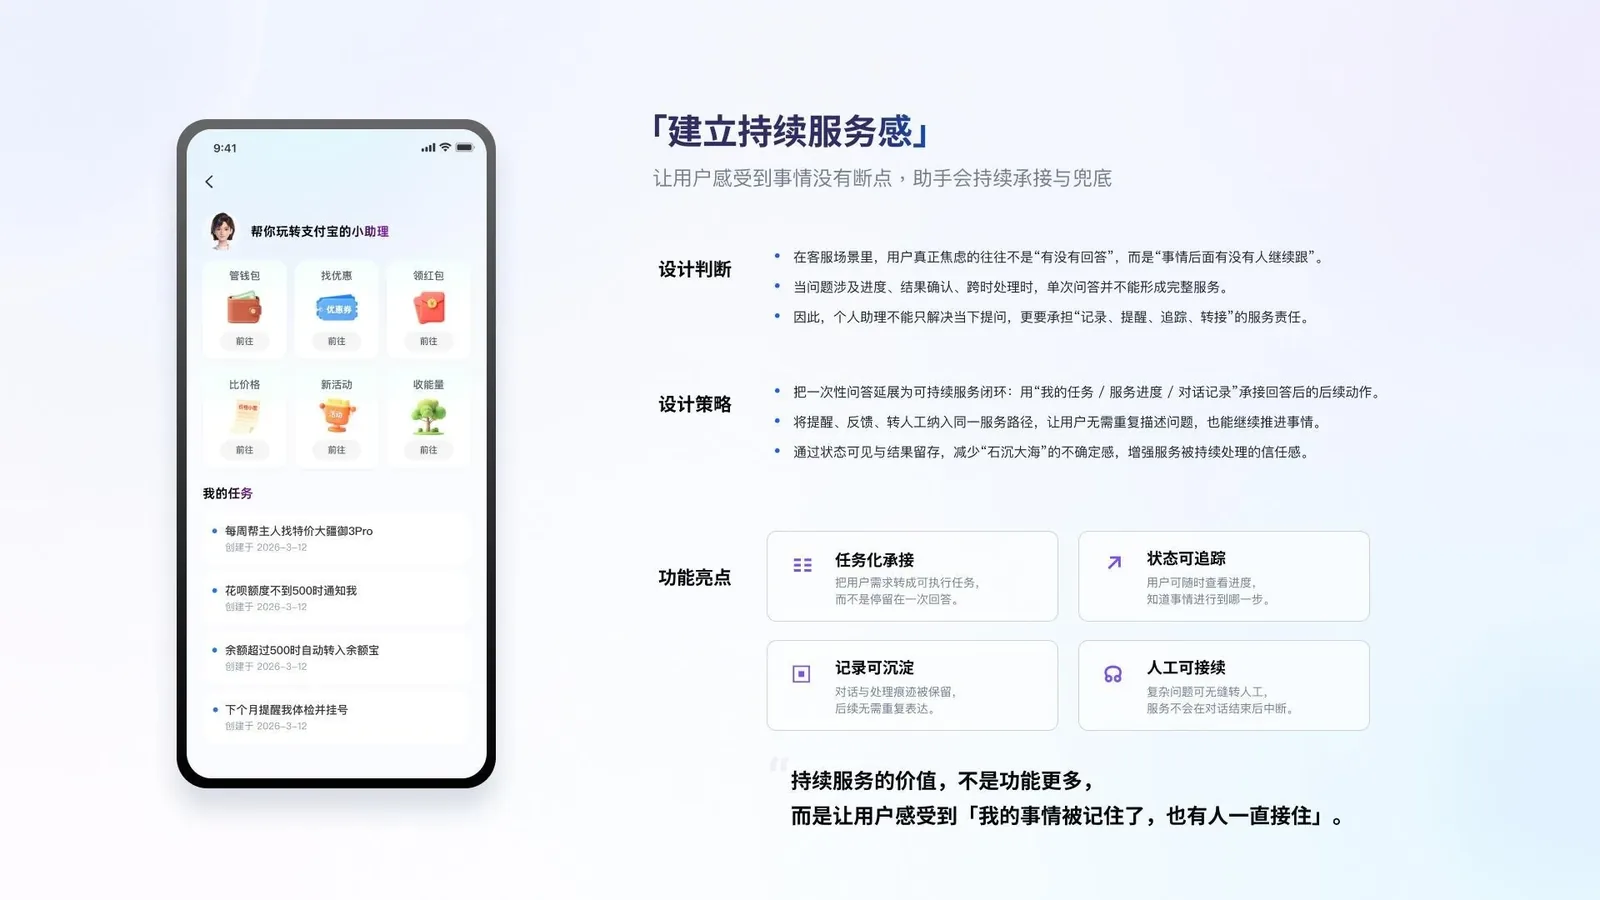 9:41
帮你玩转支付宝的小助理
管钱包
找优惠
领红包
优惠券
前往
前往
前往
比价格
新活动
收能量
活动
前往
前往
前往
我的任务
每周帮主人找特价大疆御3Pro
创建于 2026-3-12
花呗额度不到500时通知我
创建于 2026-3-12
余额超过500时自动转入余额宝
创建于 2026-3-12
下个月提醒我体检并挂号
创建于 2026-3-12
「建立持续服务感」
让用户感受到事情没有断点，助手会持续承接与兜底
设计判断
在客服场景里，用户真正焦虑的往往不是“有没有回答”，而是“事情后面有没有人继续跟”。
当问题涉及进度、结果确认、跨时处理时，单次问答并不能形成完整服务。
因此，个人助理不能只解决当下提问，更要承担“记录、提醒、追踪、转接”的服务责任。
设计策略
把一次性问答延展为可持续服务闭环：用“我的任务 / 服务进度 / 对话记录”承接回答后的后续动作。
将提醒、反馈、转人工纳入同一服务路径，让用户无需重复描述问题，也能继续推进事情。
通过状态可见与结果留存，减少“石沉大海”的不确定感，增强服务被持续处理的信任感。
功能亮点
任务化承接
把用户需求转成可执行任务，
而不是停留在一次回答。
状态可追踪
用户可随时查看进度，
知道事情进行到哪一步。
记录可沉淀
对话与处理痕迹被保留，
后续无需重复表达。
人工可接续
复杂问题可无缝转人工，
服务不会在对话结束后中断。
“
持续服务的价值，不是功能更多，
而是让用户感受到「我的事情被记住了，也有人一直接住」。